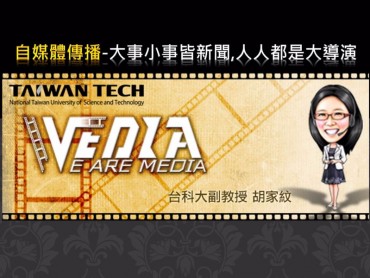 自媒體傳播-大事小事皆新聞,人人都是大導演
TAIWAN TECH
National Taiwan University of Science and Technology
VEDIA
E ARE MEDIA
台科大副教授 胡家紋